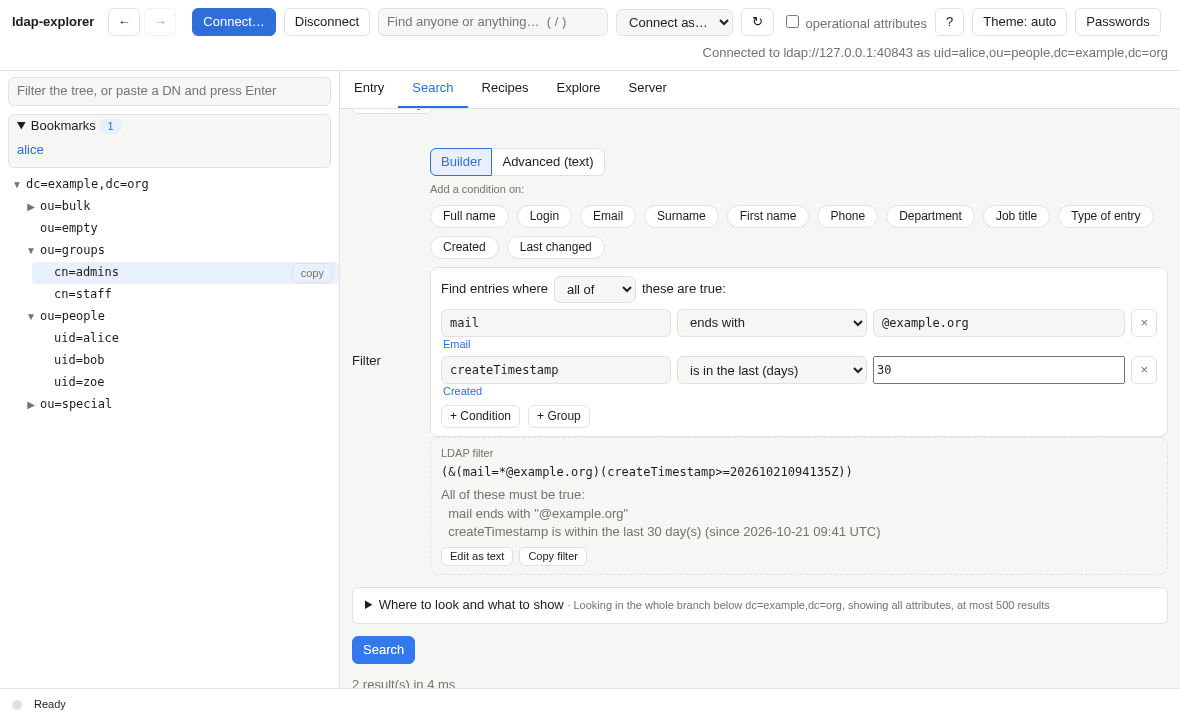 ldap-explorer ← → Connect… Disconnect Find anyone or anything… ( / ) Connect as… ↻ operational attributes ? Theme: auto Passwords
Connected to ldap://127.0.0.1:40843 as uid=alice,ou=people,dc=example,dc=org
Filter the tree, or paste a DN and press Enter
Bookmarks 1
alice
dc=example,dc=org
ou=bulk
ou=empty
ou=groups
cn=admins copy
cn=staff
ou=people
uid=alice
uid=bob
uid=zoe
ou=special
Entry Search Recipes Explore Server
Builder Advanced (text)
Add a condition on:
Full name Login Email Surname First name Phone Department Job title Type of entry
Created Last changed
Find entries where all of these are true:
mail ends with @example.org ×
Email
Filter
createTimestamp is in the last (days) 30 ×
Created
+ Condition + Group
LDAP filter
(&(mail=*@example.org)(createTimestamp>=20261021094135Z))
All of these must be true:
mail ends with "@example.org"
createTimestamp is within the last 30 day(s) (since 2026-10-21 09:41 UTC)
Edit as text Copy filter
Where to look and what to show · Looking in the whole branch below dc=example,dc=org, showing all attributes, at most 500 results
Search
2 result(s) in 4 ms
Ready